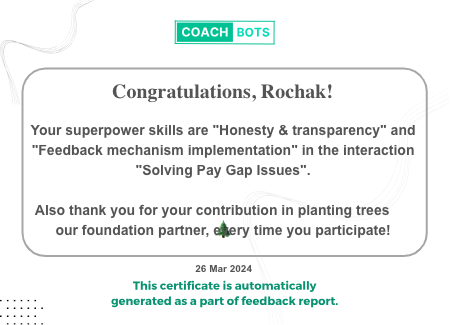 COACH BOTS
Congratulations, Rochak!
Your superpower skills are "Honesty & transparency" and
"Feedback mechanism implementation" in the interaction
"Solving Pay Gap Issues".
Also thank you for your contribution in planting trees
our foundation partner, every time you participate!
26 Mar 2024
This certificate is automatically
generated as a part of feedback report.